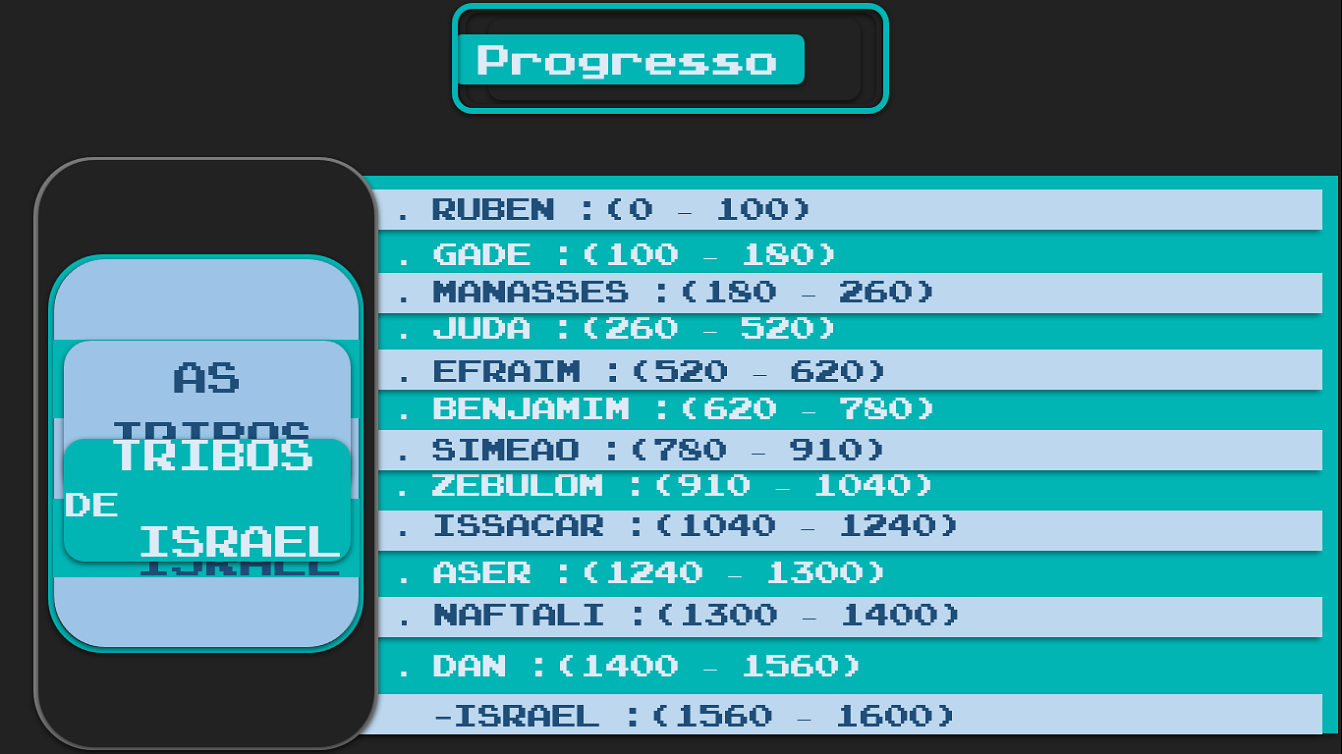 Progresso
AS
TRIBOS
TRIBOS
DE
ISRAEL
ISRAEL
. RUBEN :(0 – 100)
. GADE :(100 – 180)
. MANASSES :(180 – 260)
. JUDA :(260 – 520)
. EFRAIM :(520 – 620)
. BENJAMIM :(620 – 780)
. SIMEAO :(780 – 910)
. ZEBULOM :(910 – 1040)
. ISSACAR :(1040 – 1240)
. ASER :(1240 – 1300)
. NAFTALI :(1300 – 1400)
. DAN :(1400 – 1560)
-ISRAEL :(1560 – 1600)